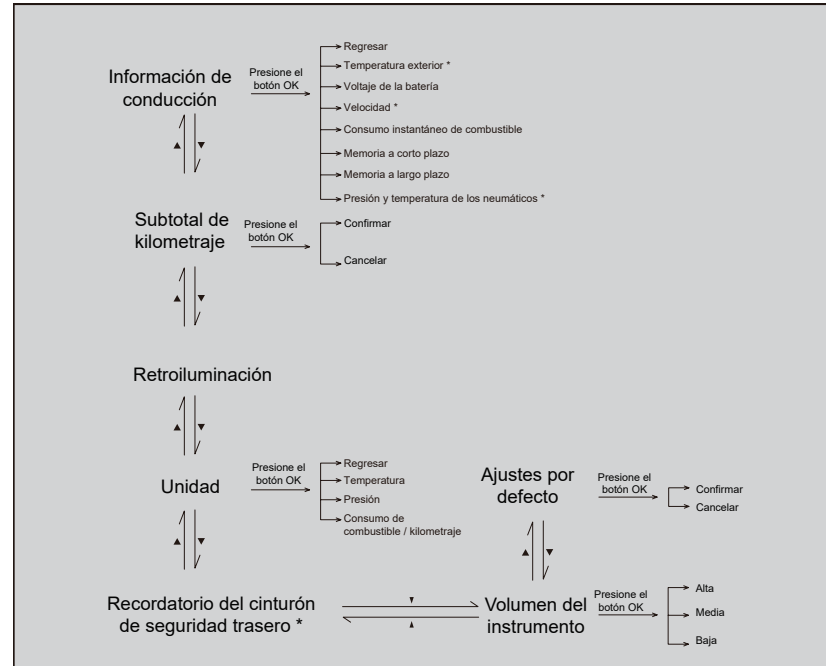 Información de
conducción
Presione el
botón OK
Regresar
Temperatura exterior *
Voltaje de la batería
Velocidad *
Consumo instantáneo de combustible
Memoria a corto plazo
Memoria a largo plazo
Presión y temperatura de los neumáticos *
Subtotal de
kilometraje
Presione el
botón OK
Confirmar
Cancelar
Retroiluminación
Unidad
Presione el
botón OK
Regresar
Temperatura
Presión
Consumo de
combustible / kilometraje
Ajustes por
defecto
Presione el
botón OK
Confirmar
Cancelar
Recordatorio del cinturón
de seguridad trasero *
Volumen del
instrumento
Presione el
botón OK
Alta
Media
Baja